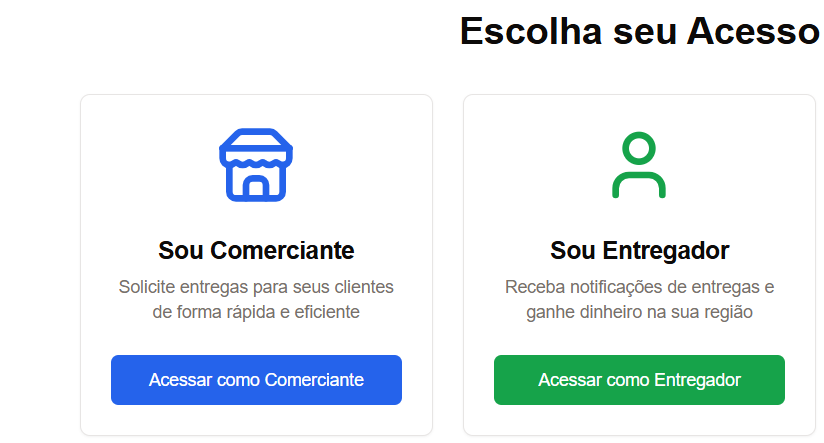 Escolha seu Acesso
Sou Comerciante
Solicite entregas para seus clientes
de forma rápida e eficiente
Acessar como Comerciante
Sou Entregador
Receba notificações de entregas e
ganhe dinheiro na sua região
Acessar como Entregador